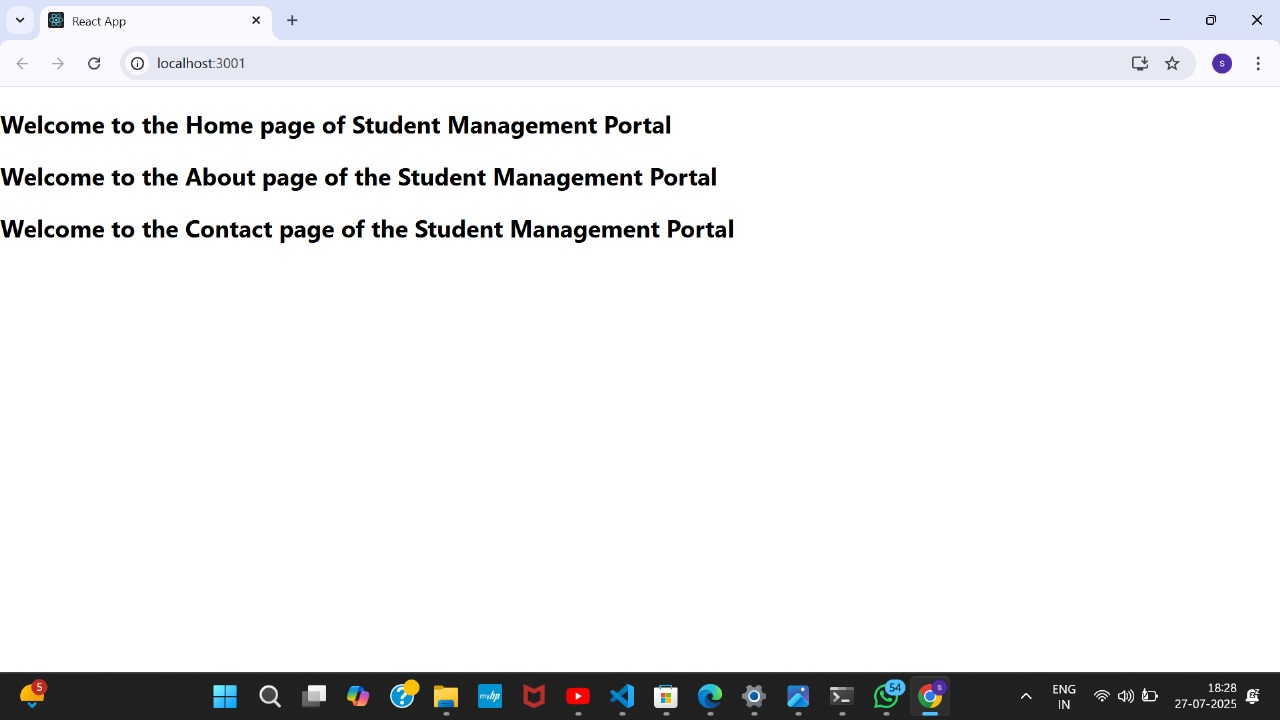 React App
localhost:3001
s
Welcome to the Home page of Student Management Portal
Welcome to the About page of the Student Management Portal
Welcome to the Contact page of the Student Management Portal
5
myhp
54
s
ENG
IN
18:28
27-07-2025